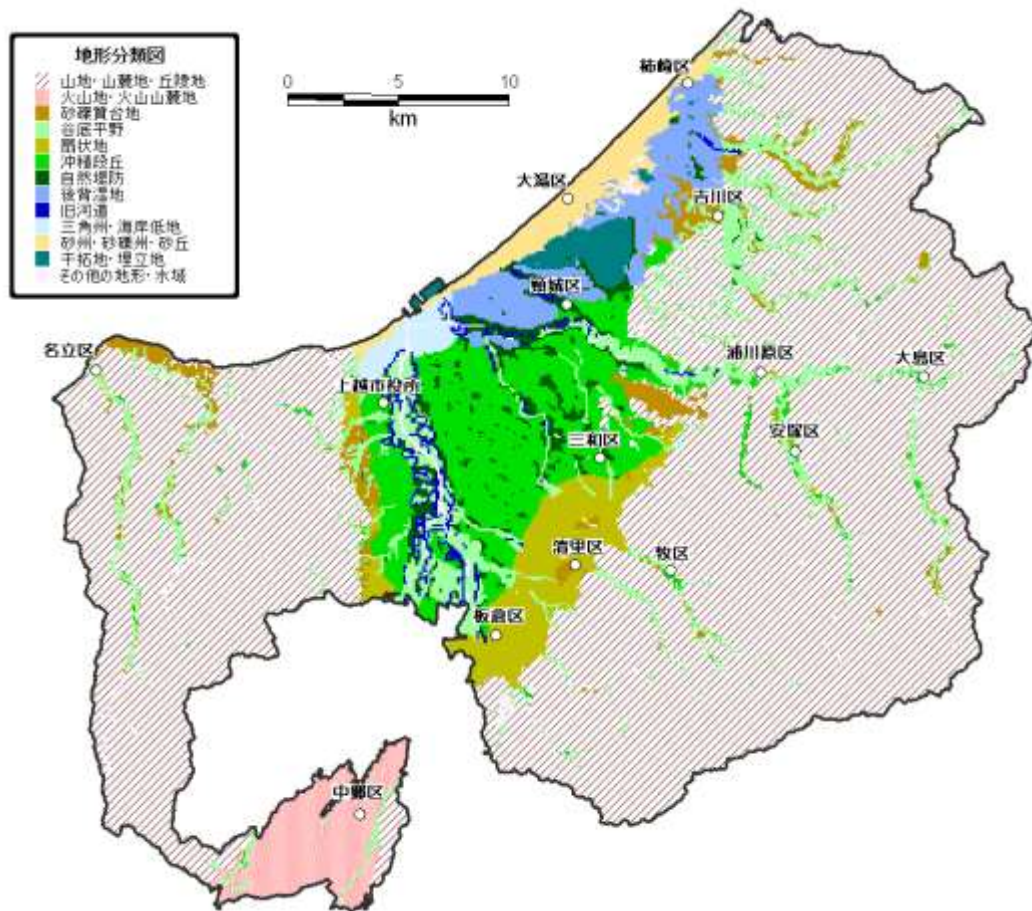 地形分類図
山地・山麓地・丘陵地
火山地・火山山麓地
砂礫質台地
谷底平野
扇状地
沖積段丘
自然堤防
後背湿地
旧河道
三角州・海岸低地
砂州・砂礫州・砂丘
干拓地・埋立地
その他の地形・水域
0 5 10
km
柿崎区
大潟区
吉川区
頸城区
名立区
浦川原区
大島区
上越市役所
安塚区
三和区
清里区
牧区
板倉区
中郷区